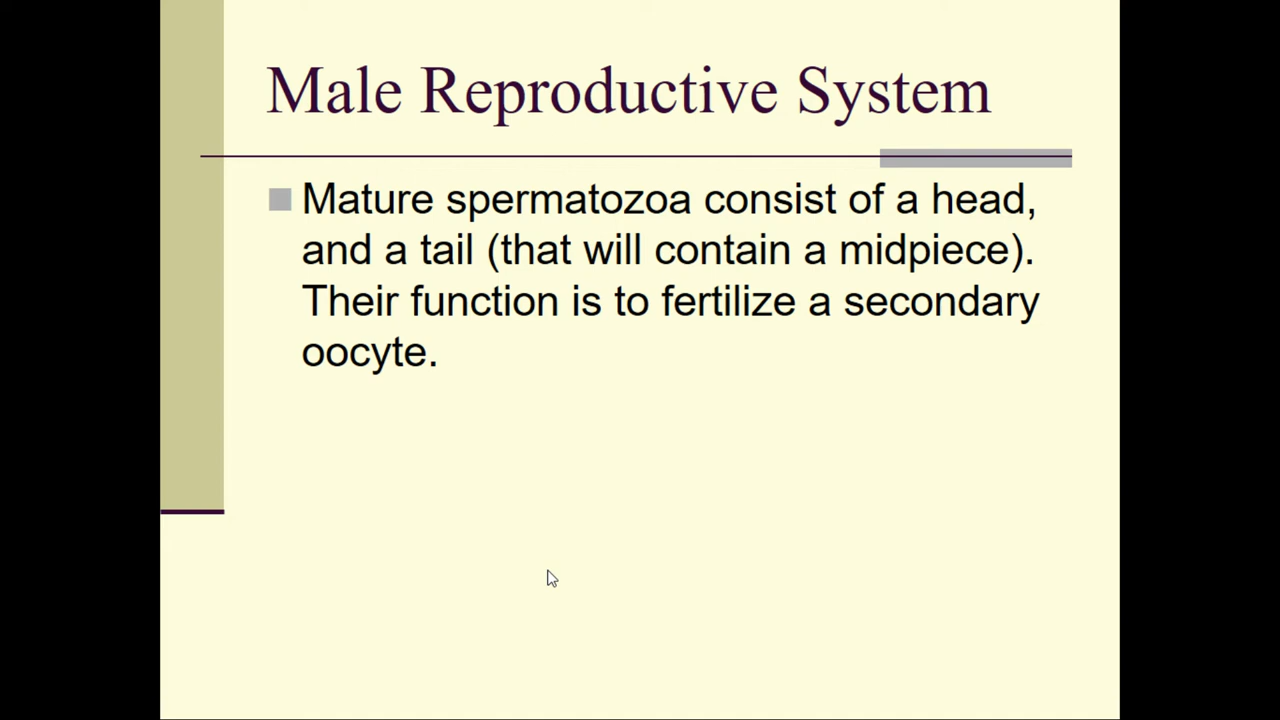 Male Reproductive System
Mature spermatozoa consist of a head,
and a tail (that will contain a midpiece).
Their function is to fertilize a secondary
oocyte.